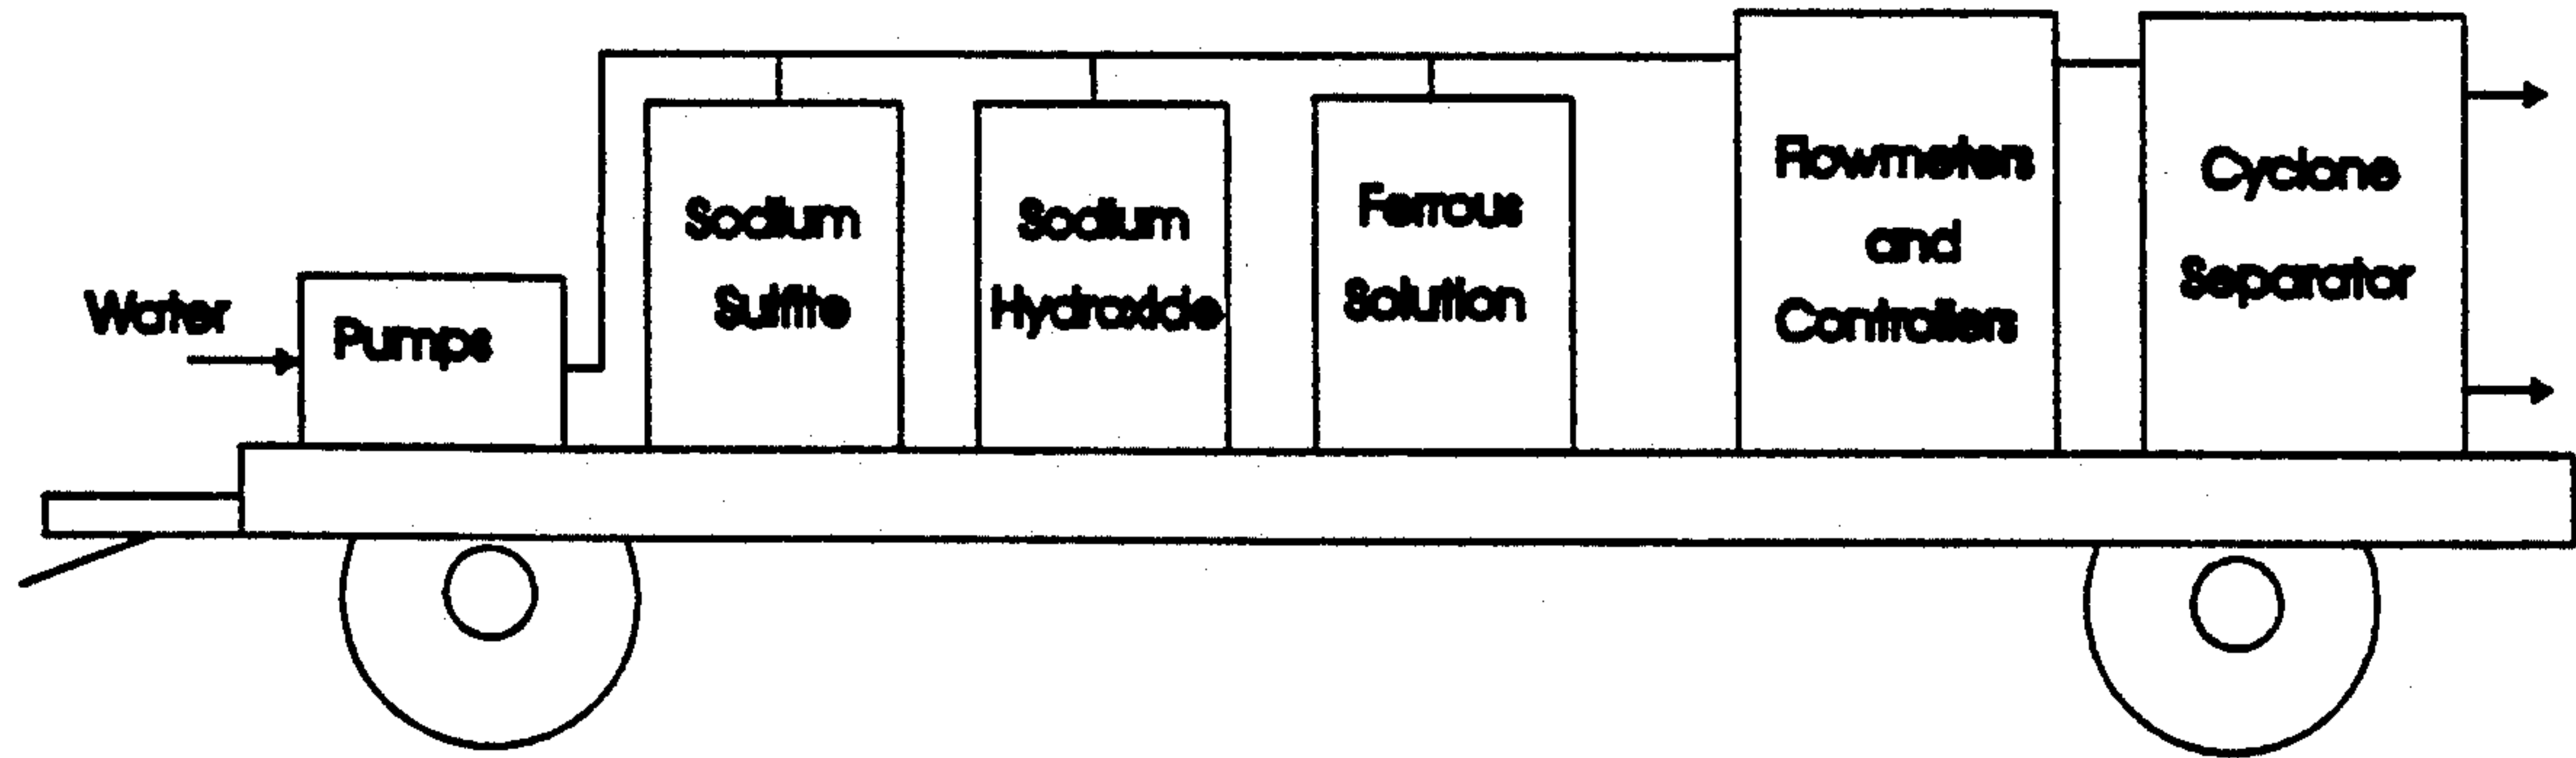 Water
Pumps
Sodium
Sulfite
Sodium
Hydroxide
Ferrous
Solution
Flowmeters
and
Controllers
Cyclone
Separator